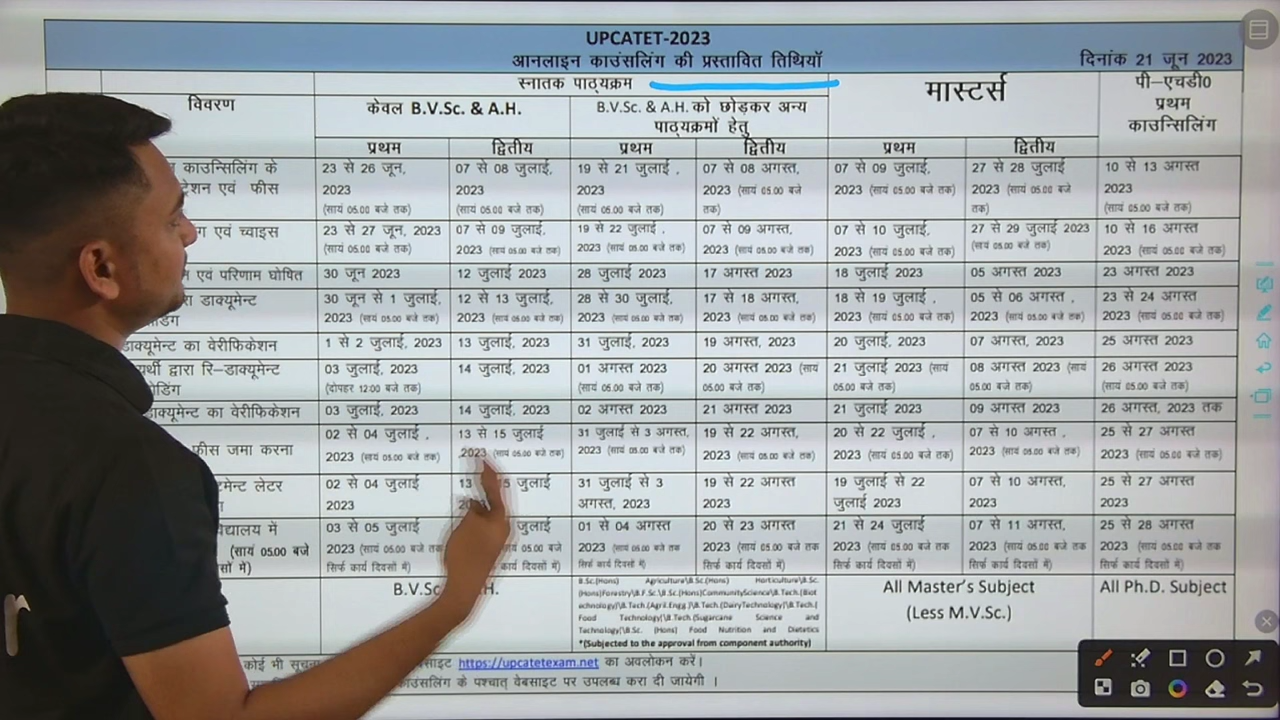 UPCATET-2023
आनलाइन काउंसलिंग की प्रस्तावित तिथियॉ दिनांक 21 जून 2023
विवरण स्नातक पाठ्यक्रम मास्टर्स पी–एचडी0 प्रथम काउन्सिलिंग
केवल B.V.Sc. & A.H. B.V.Sc. & A.H. को छोड़कर अन्य पाठ्यक्रमों हेतु
प्रथम द्वितीय प्रथम द्वितीय प्रथम द्वितीय
काउन्सिलिंग के एवं फीस 23 से 26 जून, 2023 (सायं 05.00 बजे तक) 07 से 08 जुलाई, 2023 (सायं 05.00 बजे तक) 19 से 21 जुलाई , 2023 (सायं 05.00 बजे तक) 07 से 08 अगस्त, 2023 (सायं 05.00 बजे तक) 07 से 09 जुलाई, 2023 (सायं 05.00 बजे तक) 27 से 28 जुलाई 2023 (सायं 05.00 बजे तक) 10 से 13 अगस्त 2023 (सायं 05.00 बजे तक)
एवं च्वाइस 23 से 27 जून, 2023 (सायं 05.00 बजे तक) 07 से 09 जुलाई, 2023 (सायं 05.00 बजे तक) 19 से 22 जुलाई , 2023 (सायं 05.00 बजे तक) 07 से 09 अगस्त, 2023 (सायं 05.00 बजे तक) 07 से 10 जुलाई, 2023 (सायं 05.00 बजे तक) 27 से 29 जुलाई 2023 (सायं 05.00 बजे तक) 10 से 16 अगस्त 2023 (सायं 05.00 बजे तक)
एवं परिणाम घोषित 30 जून 2023 12 जुलाई 2023 28 जुलाई 2023 17 अगस्त 2023 18 जुलाई 2023 05 अगस्त 2023 23 अगस्त 2023
डाक्यूमेन्ट 30 जून से 1 जुलाई, 2023 (सायं 05.00 बजे तक) 12 से 13 जुलाई, 2023 (सायं 05.00 बजे तक) 28 से 30 जुलाई, 2023 (सायं 05.00 बजे तक) 17 से 18 अगस्त, 2023 (सायं 05.00 बजे तक) 18 से 19 जुलाई , 2023 (सायं 05.00 बजे तक) 05 से 06 अगस्त , 2023 (सायं 05.00 बजे तक) 23 से 24 अगस्त 2023 (सायं 05.00 बजे तक)
डाक्यूमेन्ट का वेरीफिकेशन 1 से 2 जुलाई, 2023 13 जुलाई, 2023 31 जुलाई, 2023 19 अगस्त, 2023 20 जुलाई, 2023 07 अगस्त, 2023 25 अगस्त 2023
द्वारा रि–डाक्यूमेन्ट 03 जुलाई, 2023 (दोपहर 12:00 बजे तक) 14 जुलाई, 2023 01 अगस्त 2023 (सायं 05.00 बजे तक) 20 अगस्त 2023 (सायं 05.00 बजे तक) 21 जुलाई 2023 (सायं 05.00 बजे तक) 08 अगस्त 2023 (सायं 05.00 बजे तक) 26 अगस्त 2023 (सायं 05.00 बजे तक)
डाक्यूमेन्ट का वेरीफिकेशन 03 जुलाई, 2023 14 जुलाई, 2023 02 अगस्त 2023 21 अगस्त 2023 21 जुलाई 2023 09 अगस्त 2023 26 अगस्त, 2023 तक
फीस जमा करना 02 से 04 जुलाई , 2023 (सायं 05.00 बजे तक) 13 से 15 जुलाई 2023 (सायं 05.00 बजे तक) 31 जुलाई से 3 अगस्त, 2023 (सायं 05.00 बजे तक) 19 से 22 अगस्त, 2023 (सायं 05.00 बजे तक) 20 से 22 जुलाई , 2023 (सायं 05.00 बजे तक) 07 से 10 अगस्त , 2023 (सायं 05.00 बजे तक) 25 से 27 अगस्त 2023 (सायं 05.00 बजे तक)
लेटर 02 से 04 जुलाई 2023 13 जुलाई 31 जुलाई से 3 अगस्त, 2023 19 से 22 अगस्त 2023 19 जुलाई से 22 जुलाई 2023 07 से 10 अगस्त, 2023 25 से 27 अगस्त 2023
में (सायं 05.00 बजे 03 से 05 जुलाई 2023 (सायं 05.00 बजे तक सिर्फ कार्य दिवसों में) जुलाई 05.00 बजे तक कार्य दिवसों में) 01 से 04 अगस्त 2023 (सायं 05.00 बजे तक सिर्फ कार्य दिवसों में) 20 से 23 अगस्त 2023 (सायं 05.00 बजे तक सिर्फ कार्य दिवसों में) 21 से 24 जुलाई 2023 (सायं 05.00 बजे तक सिर्फ कार्य दिवसों में) 07 से 11 अगस्त, 2023 (सायं 05.00 बजे तक सिर्फ कार्य दिवसों में) 25 से 28 अगस्त 2023 (सायं 05.00 बजे तक सिर्फ कार्य दिवसों में)
B.V.Sc H. B.Sc.(Hons) Agriculture\B.Sc.(Hons) Horticulture\B.Sc. All Master's Subject All Ph.D. Subject
(Hons)Forestry\B.F.Sc.\B.Sc.(Hons)CommunityScience\B.Tech.(Biot (Less M.V.Sc.)
echnology)\B.Tech.(Agril.Engg.)\B.Tech.(DairyTechnology)\B.Tech.(
Food Technology)\B.Tech.(Sugarcane Science and
Technology)\B.Sc. (Hons) Food Nutrition and Dietetics
*(Subjected to the approval from component authority)
कोई भी https://upcatetexam.net का अवलोकन करें।
काउंसलिंग के पश्चात् वेबसाइट पर उपलब्ध करा दी जायेगी ।